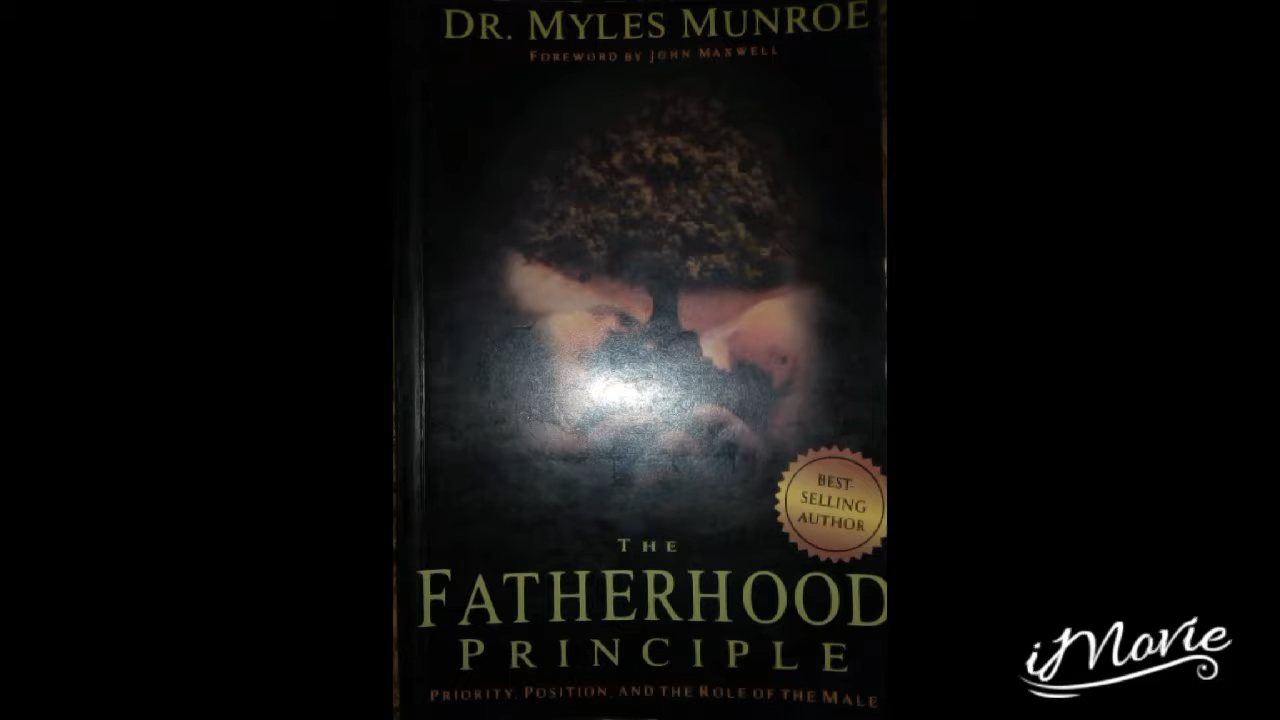 DR. MYLES MUNROE
FOREWORD BY JOHN MAXWELL
BEST-
SELLING
AUTHOR
THE
FATHERHOOD
PRINCIPLE
PRIORITY, POSITION, AND THE ROLE OF THE MALE
iMovie